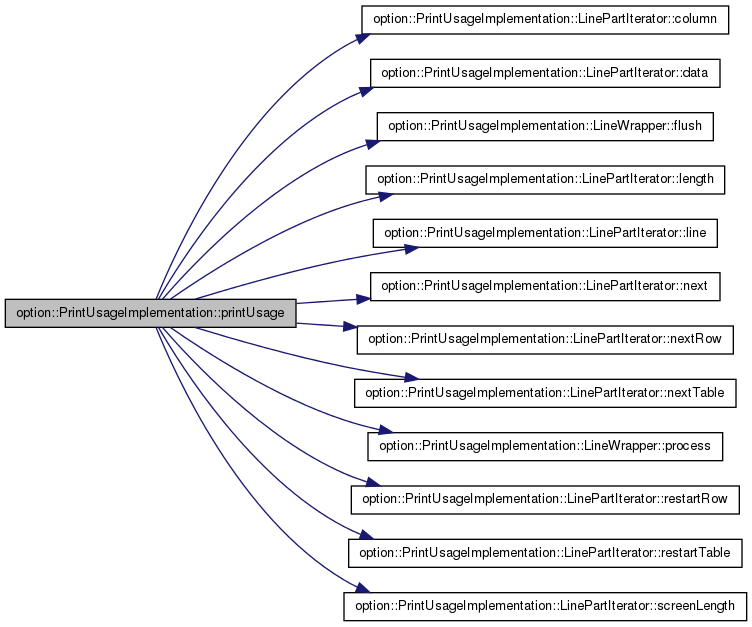 option::PrintUsageImplementation::LinePartIterator::column
option::PrintUsageImplementation::LinePartIterator::data
option::PrintUsageImplementation::LineWrapper::flush
option::PrintUsageImplementation::LinePartIterator::length
option::PrintUsageImplementation::LinePartIterator::line
option::PrintUsageImplementation::LinePartIterator::next
option::PrintUsageImplementation::printUsage
option::PrintUsageImplementation::LinePartIterator::nextRow
option::PrintUsageImplementation::LinePartIterator::nextTable
option::PrintUsageImplementation::LineWrapper::process
option::PrintUsageImplementation::LinePartIterator::restartRow
option::PrintUsageImplementation::LinePartIterator::restartTable
option::PrintUsageImplementation::LinePartIterator::screenLength